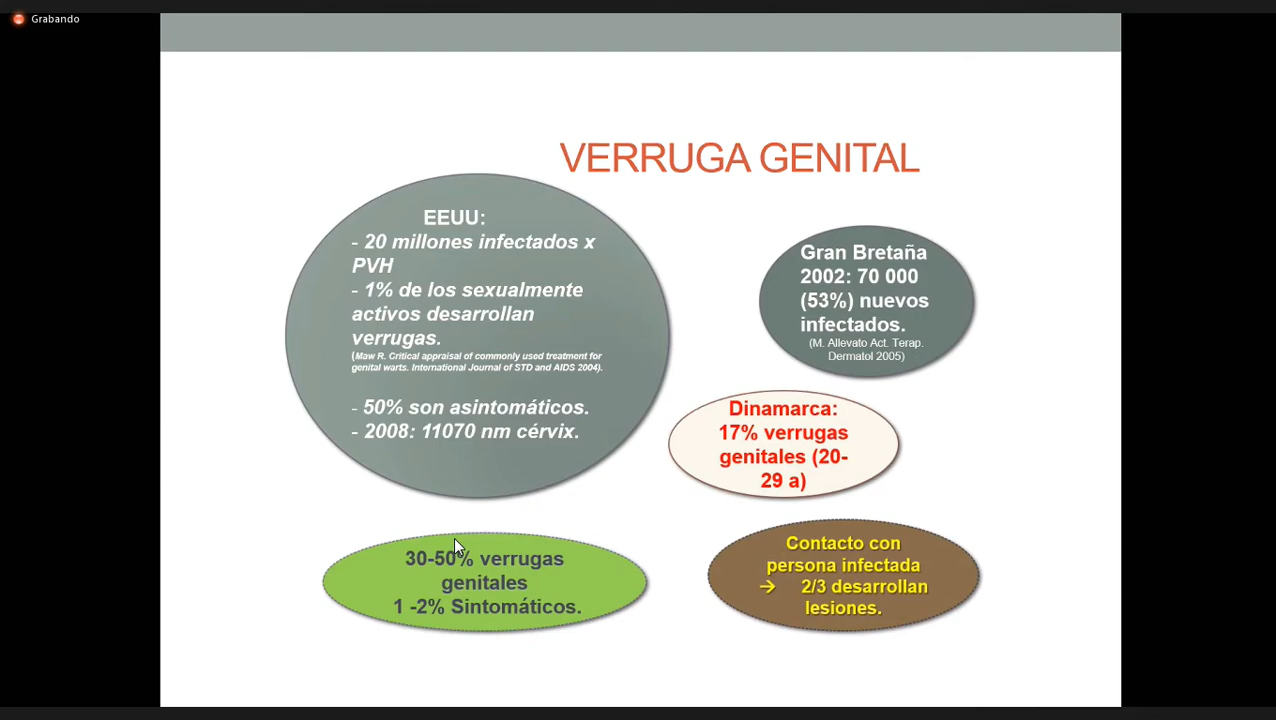 Grabando
VERRUGA GENITAL
EEUU:
- 20 millones infectados x
PVH
- 1% de los sexualmente
activos desarrollan
verrugas.
(Maw R. Critical appraisal of commonly used treatment for
genital warts. International Journal of STD and AIDS 2004).
- 50% son asintomáticos.
- 2008: 11070 nm cérvix.
Gran Bretaña
2002: 70 000
(53%) nuevos
infectados.
(M. Allevato Act. Terap.
Dermatol 2005)
Dinamarca:
17% verrugas
genitales (20-
29 a)
30-50% verrugas
genitales
1 -2% Sintomáticos.
Contacto con
persona infectada
→ 2/3 desarrollan
lesiones.